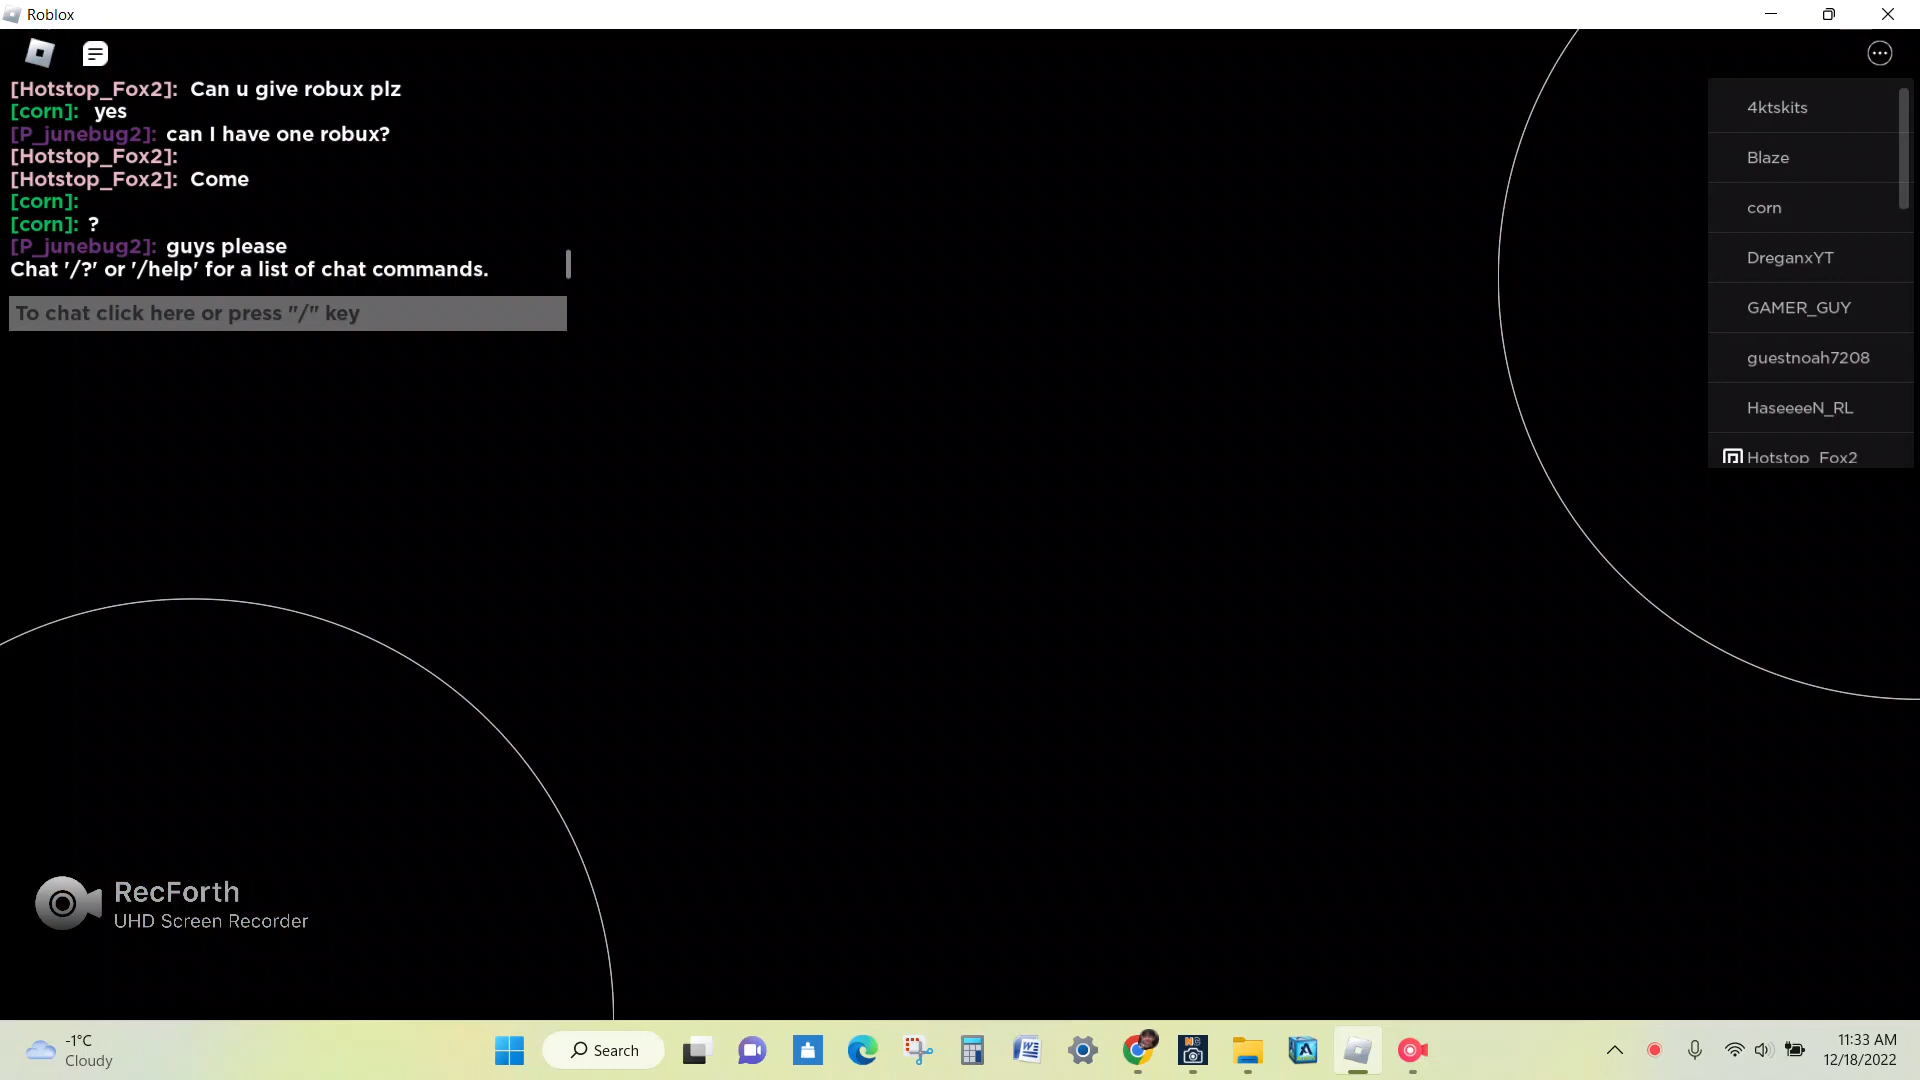 Roblox
[Hotstop_Fox2]: Can u give robux plz
[corn]: yes
[P_junebug2]: can I have one robux?
[Hotstop_Fox2]:
[Hotstop_Fox2]: Come
[corn]:
[corn]: ?
[P_junebug2]: guys please
Chat '/?' or '/help' for a list of chat commands.
To chat click here or press "/" key
4ktskits
Blaze
corn
DreganxYT
GAMER_GUY
guestnoah7208
HaseeeeN_RL
Hotstop_Fox2
RecForth
UHD Screen Recorder
-1°C
Cloudy
Search
11:33 AM
12/18/2022